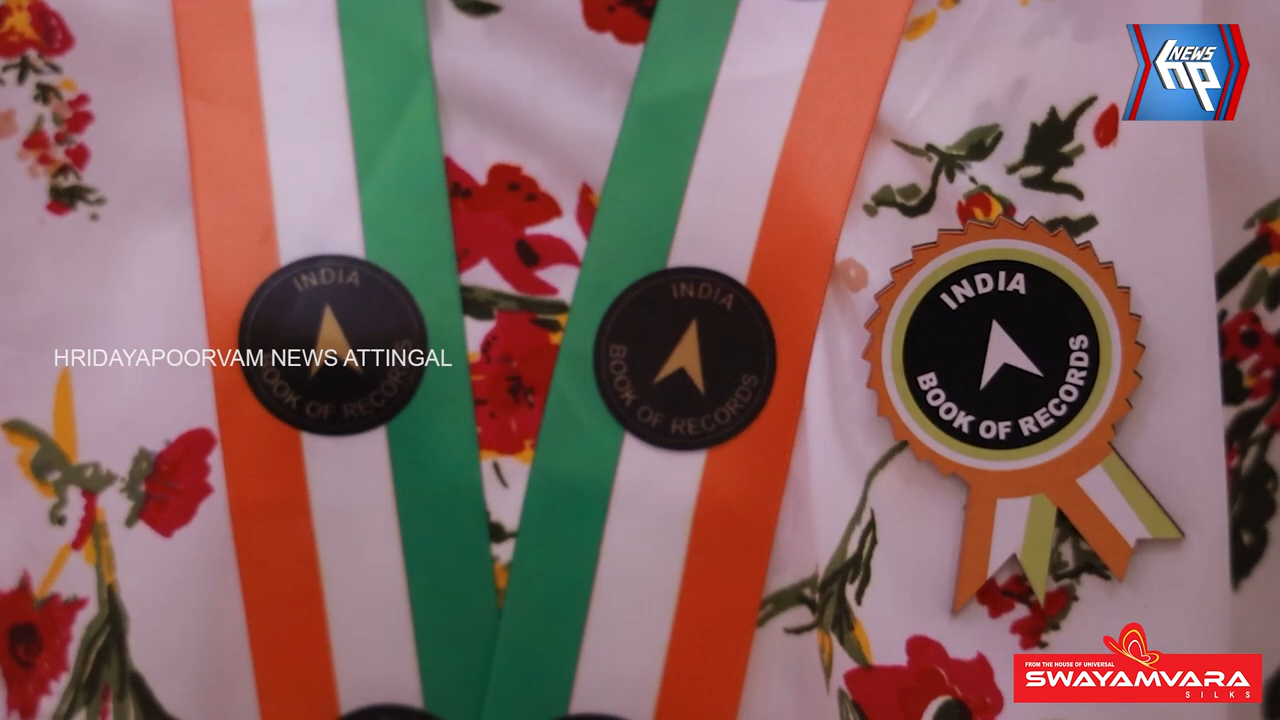 NEWS
hp
INDIA
BOOK OF RECORDS
INDIA
BOOK OF RECORDS
INDIA
BOOK OF RECORDS
HRIDAYAPOORVAM NEWS ATTINGAL
FROM THE HOUSE OF UNIVERSAL
SWAYAMVARA
SILKS